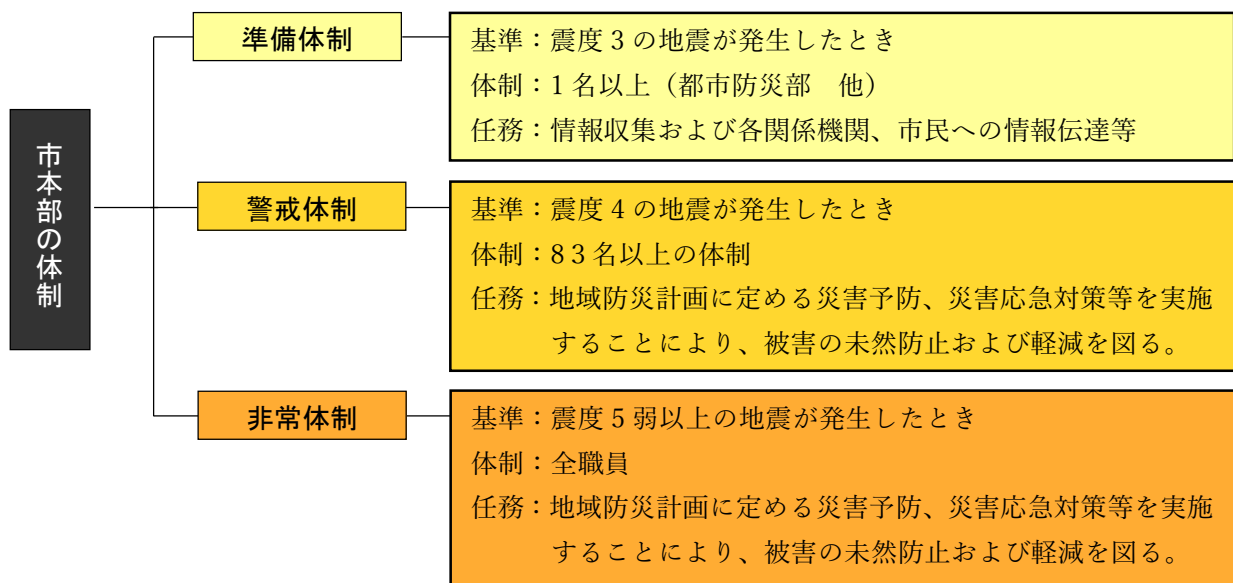 市本部の体制
準備体制
基準：震度３の地震が発生したとき
体制：１名以上（都市防災部　他）
任務：情報収集および各関係機関、市民への情報伝達等
警戒体制
基準：震度４の地震が発生したとき
体制：８３名以上の体制
任務：地域防災計画に定める災害予防、災害応急対策等を実施
することにより、被害の未然防止および軽減を図る。
非常体制
基準：震度５弱以上の地震が発生したとき
体制：全職員
任務：地域防災計画に定める災害予防、災害応急対策等を実施
することにより、被害の未然防止および軽減を図る。